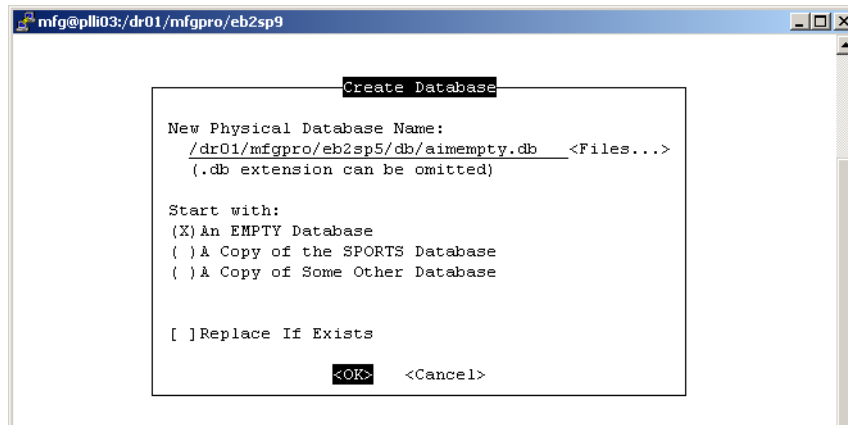 mfg@plli03:/dr01/mfgpro/eb2sp9
Create Database
New Physical Database Name:
/dr01/mfgpro/eb2sp5/db/aimempty.db <Files...>
(.db extension can be omitted)
Start with:
(X)An EMPTY Database
( )A Copy of the SPORTS Database
( )A Copy of Some Other Database
[ ]Replace If Exists
<OK> <Cancel>